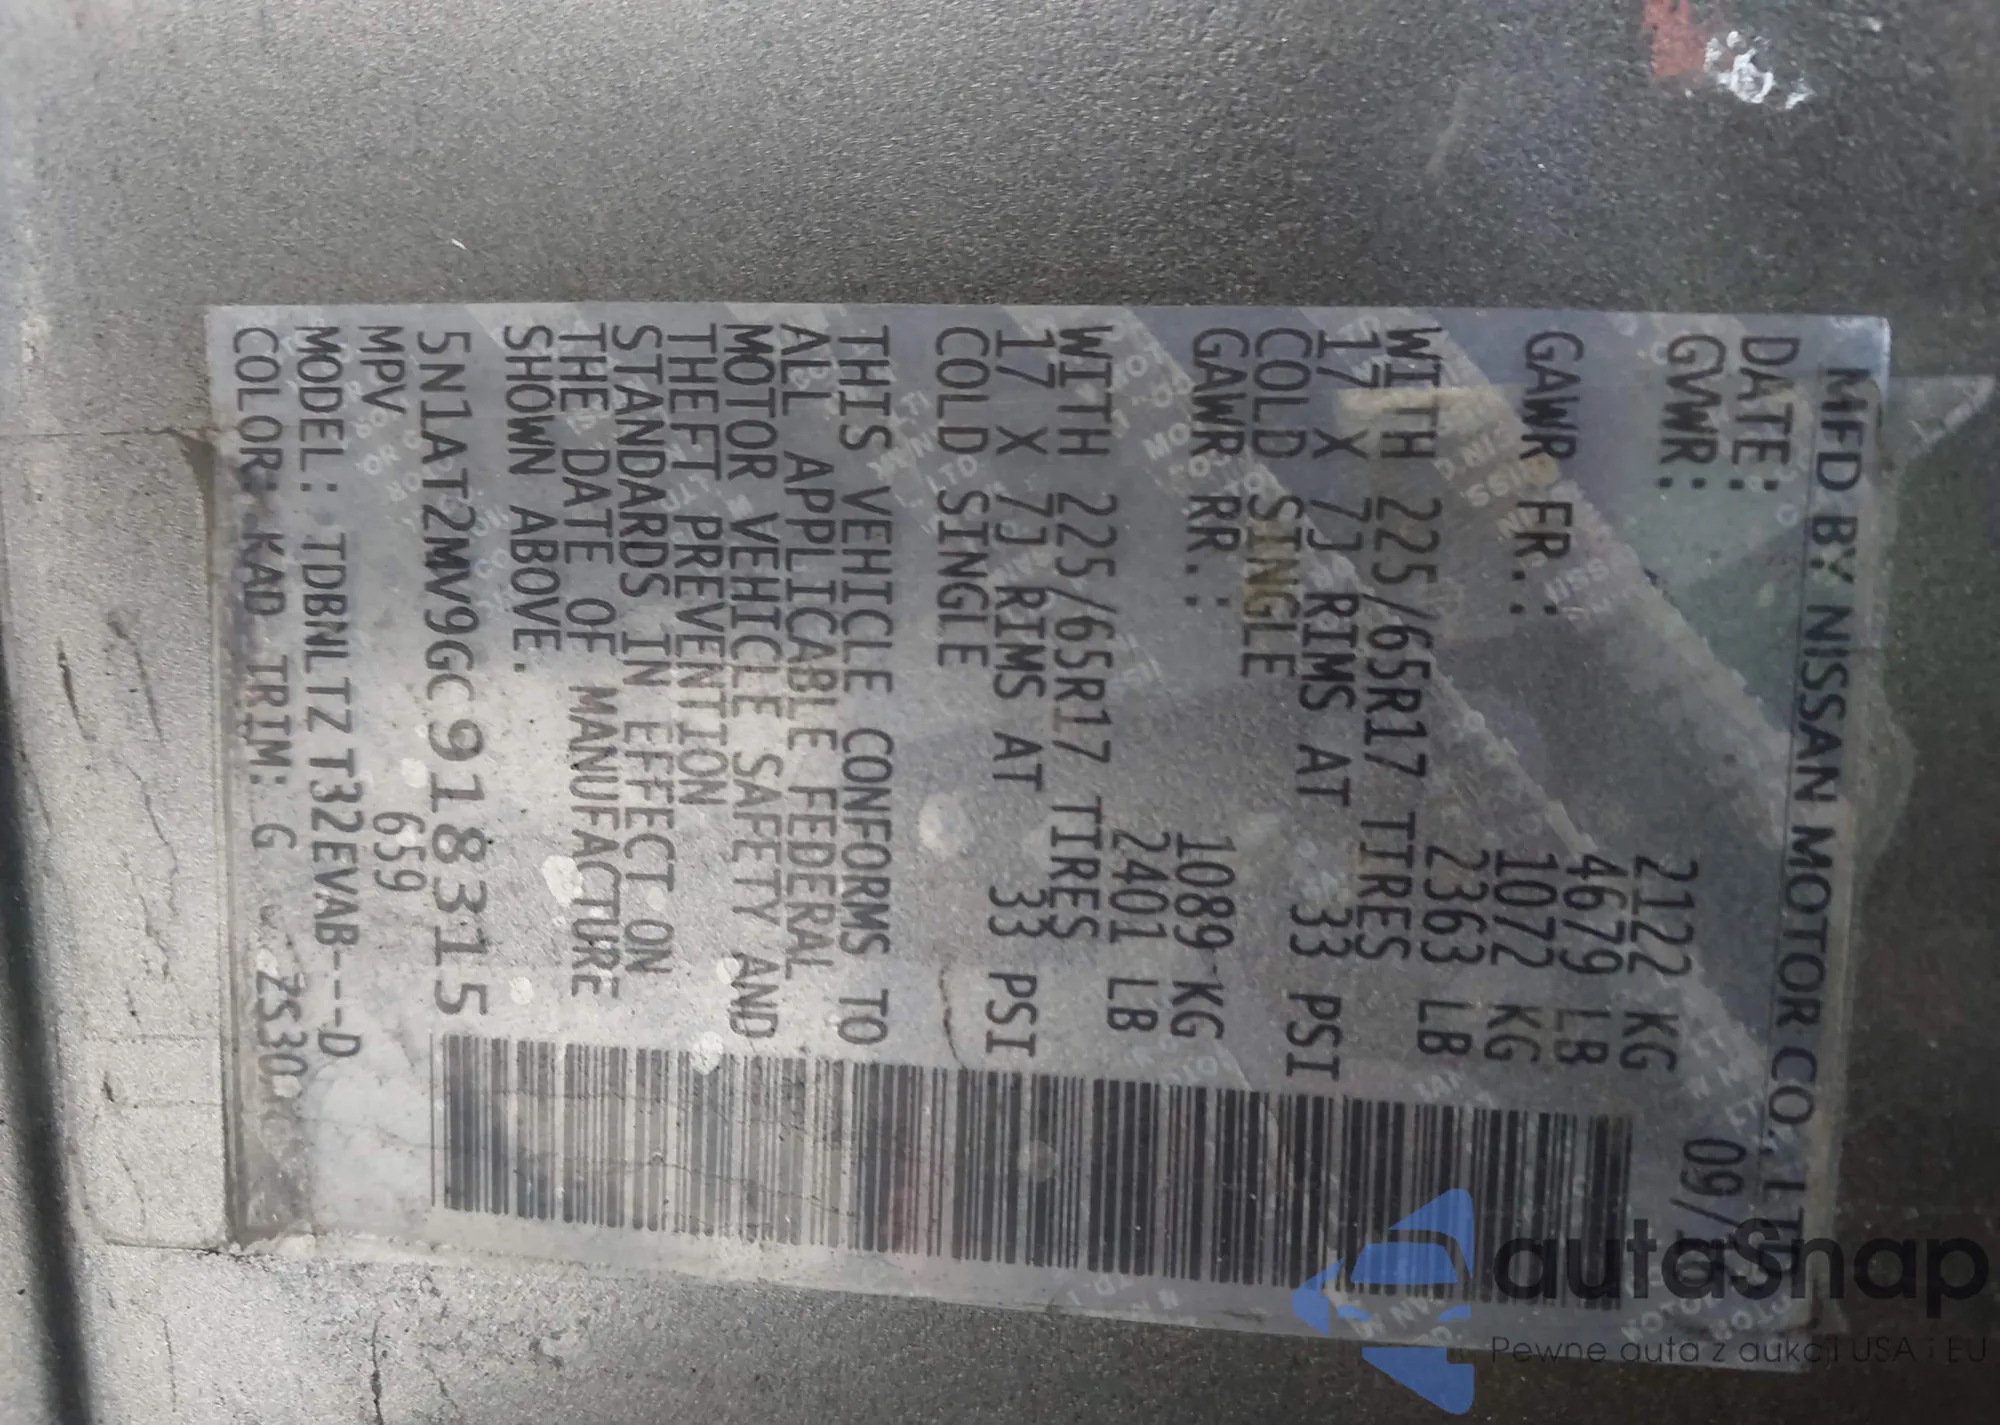 MFD BY NISSAN MOTOR CO., LTD
DATE: 09/
GVWR: 2122 KG
4679 LB
GAWR FR.: 1072 KG
2363 LB
WITH 225/65R17 TIRES
17 X 7J RIMS AT 33 PSI
COLD SINGLE
GAWR RR.: 1089 KG
2401 LB
WITH 225/65R17 TIRES
17 X 7J RIMS AT 33 PSI
COLD SINGLE
THIS VEHICLE CONFORMS TO
ALL APPLICABLE FEDERAL
MOTOR VEHICLE SAFETY AND
THEFT PREVENTION
STANDARDS IN EFFECT ON
THE DATE OF MANUFACTURE
SHOWN ABOVE.
5N1AT2MV9GC918315
MPV 659
MODEL: TDBNLTZ T32EVAB---D
COLOR: KAD TRIM: G
autaSnap
Pewne auta z aukcji USA i EU